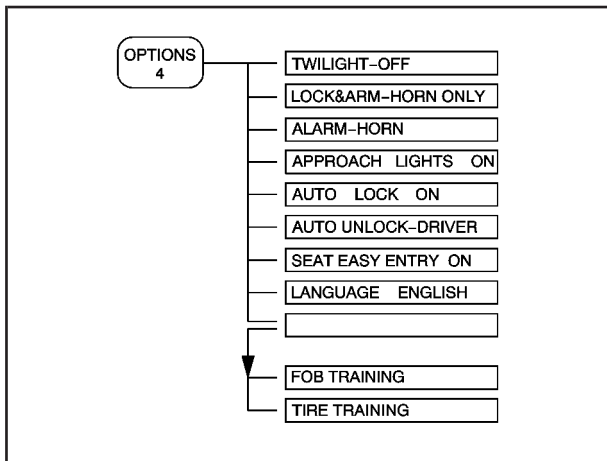 OPTIONS
4
TWILIGHT-OFF
LOCK&ARM-HORN ONLY
ALARM-HORN
APPROACH LIGHTS ON
AUTO LOCK ON
AUTO UNLOCK-DRIVER
SEAT EASY ENTRY ON
LANGUAGE ENGLISH
FOB TRAINING
TIRE TRAINING